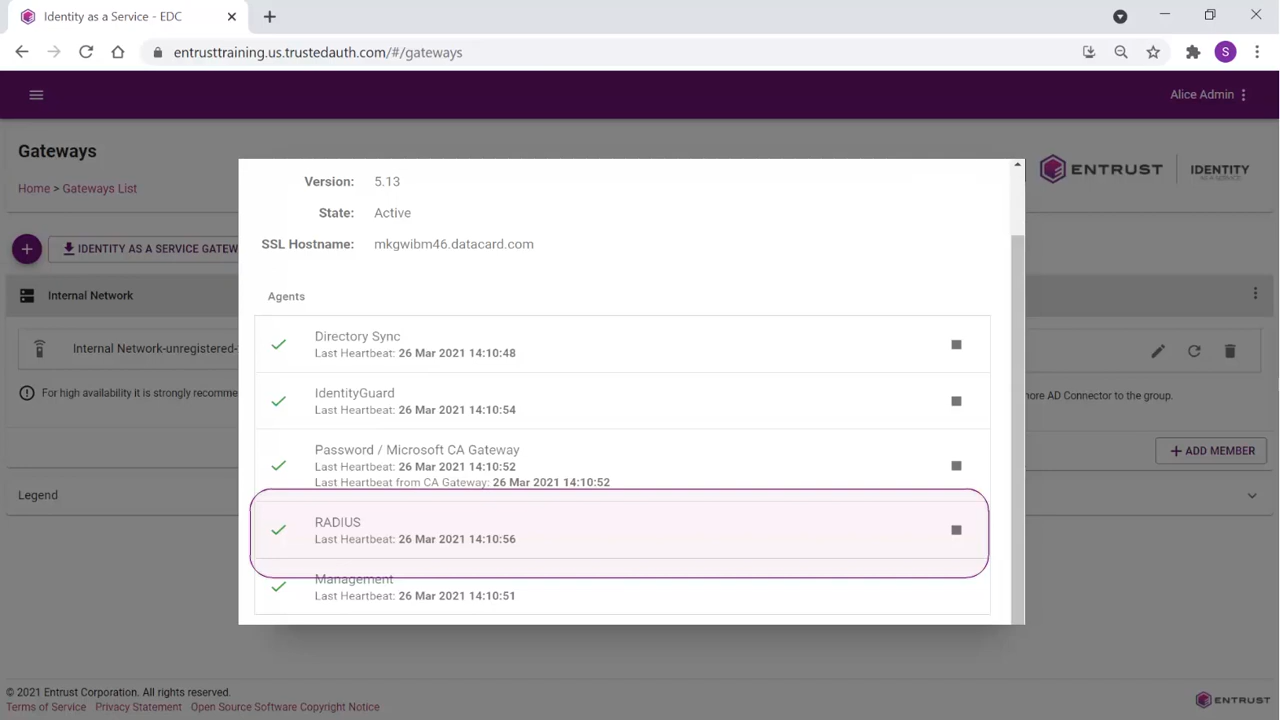 Identity as a Service - EDC
entrusttraining.us.trustedauth.com/#/gateways
S
Alice Admin
Gateways
Home > Gateways List
ENTRUST
IDENTITY
AS A SERVICE
IDENTITY AS A SERVICE GATEW
Internal Network
Internal Network-unregistered-
For high availability it is strongly recomme
ore AD Connector to the group.
ADD MEMBER
Legend
Version: 5.13
State: Active
SSL Hostname: mkgwibm46.datacard.com
Agents
Directory Sync
Last Heartbeat: 26 Mar 2021 14:10:48
IdentityGuard
Last Heartbeat: 26 Mar 2021 14:10:54
Password / Microsoft CA Gateway
Last Heartbeat: 26 Mar 2021 14:10:52
Last Heartbeat from CA Gateway: 26 Mar 2021 14:10:52
RADIUS
Last Heartbeat: 26 Mar 2021 14:10:56
Management
Last Heartbeat: 26 Mar 2021 14:10:51
© 2021 Entrust Corporation. All rights reserved.
Terms of Service Privacy Statement Open Source Software Copyright Notice
ENTRUST